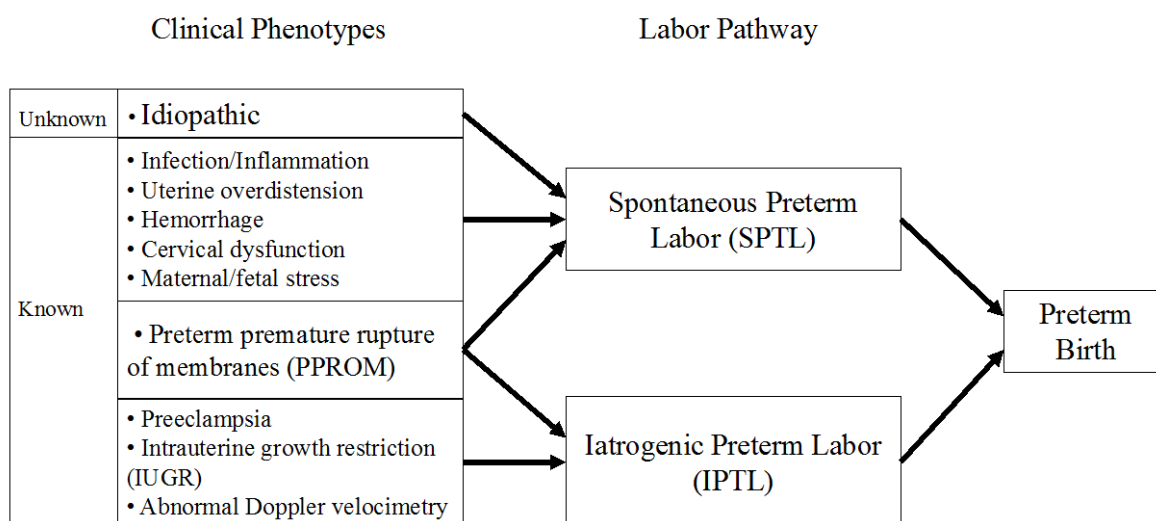 Clinical Phenotypes
Labor Pathway
Unknown
• Idiopathic
Known
• Infection/Inflammation
• Uterine overdistension
• Hemorrhage
• Cervical dysfunction
• Maternal/fetal stress
• Preterm premature rupture
of membranes (PPROM)
• Preeclampsia
• Intrauterine growth restriction
(IUGR)
• Abnormal Doppler velocimetry
Spontaneous Preterm
Labor (SPTL)
Iatrogenic Preterm Labor
(IPTL)
Preterm
Birth